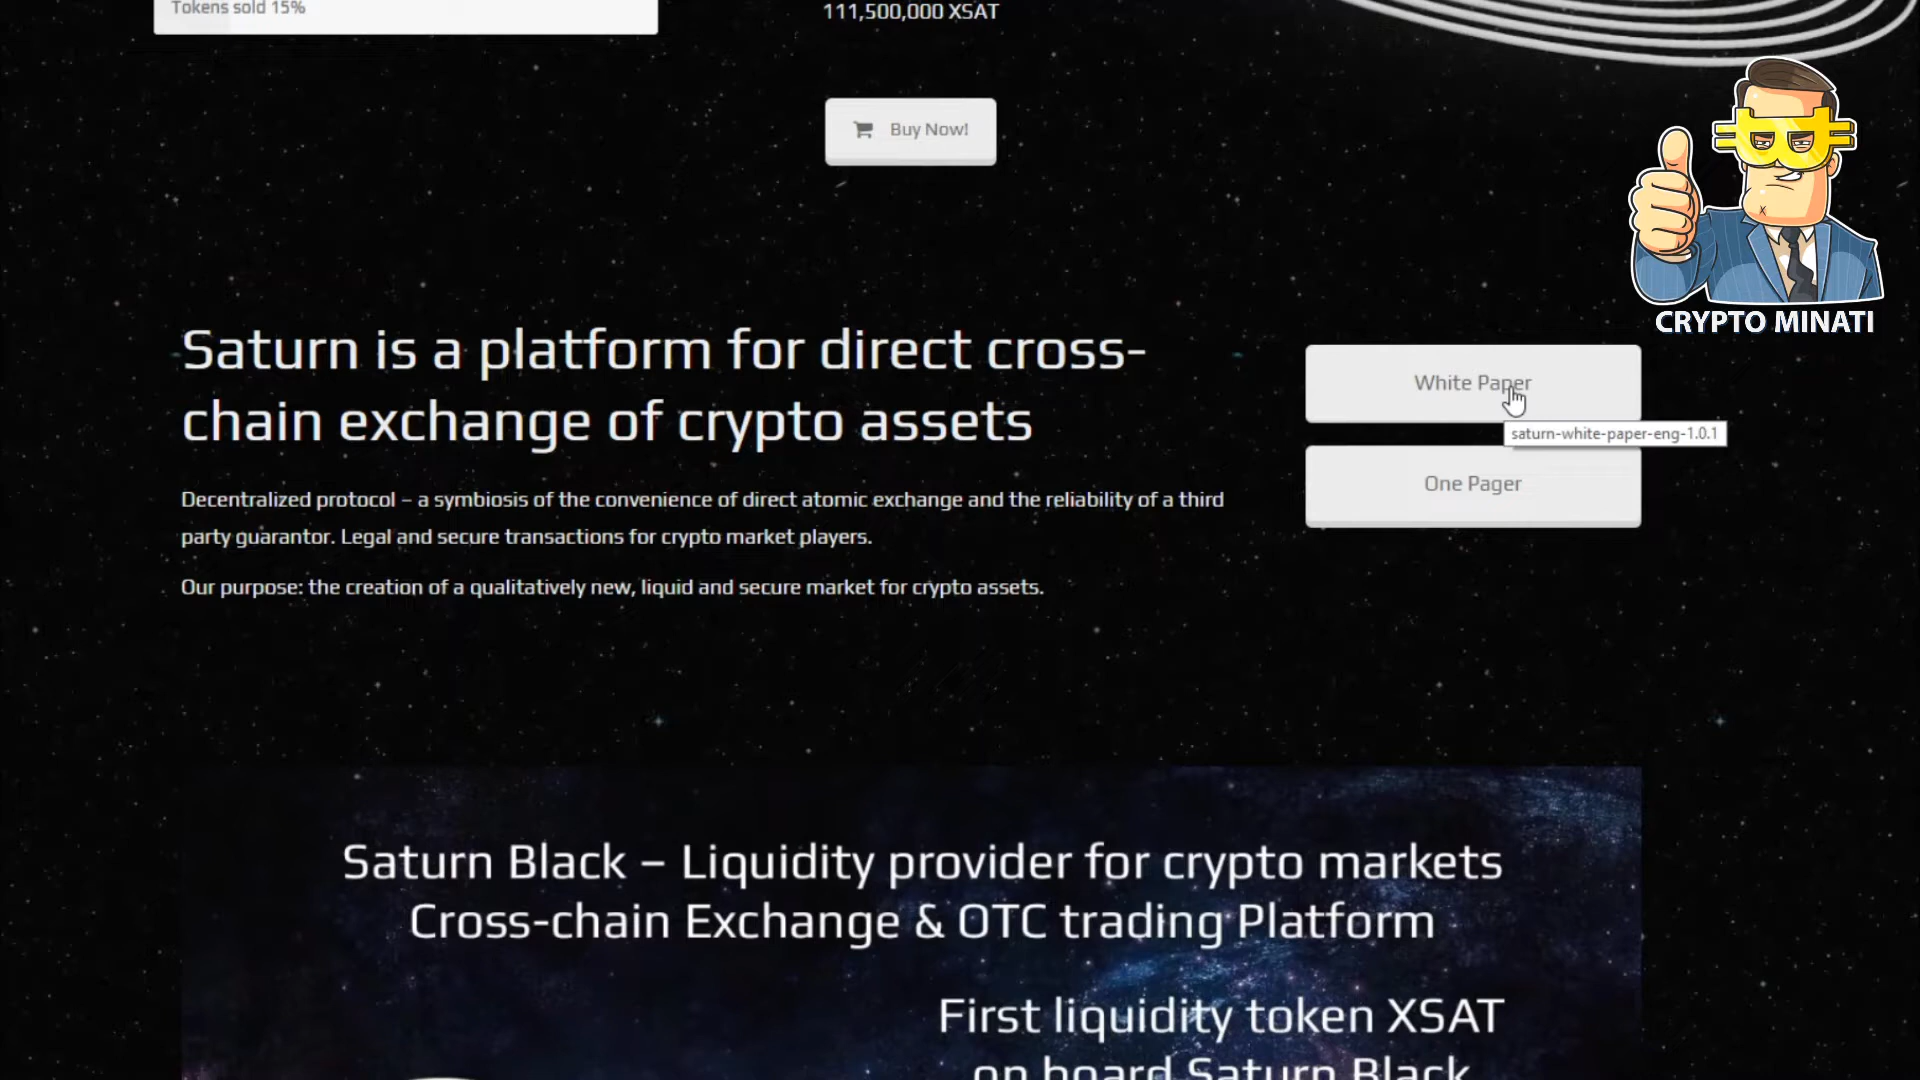 Tokens sold 15%
111,500,000 XSAT
Buy Now!
CRYPTO MINATI
Saturn is a platform for direct cross-
chain exchange of crypto assets
White Paper
saturn-white-paper-eng-1.0.1
One Pager
Decentralized protocol – a symbiosis of the convenience of direct atomic exchange and the reliability of a third
party guarantor. Legal and secure transactions for crypto market players.
Our purpose: the creation of a qualitatively new, liquid and secure market for crypto assets.
Saturn Black – Liquidity provider for crypto markets
Cross-chain Exchange & OTC trading Platform
First liquidity token XSAT
on board Saturn Black